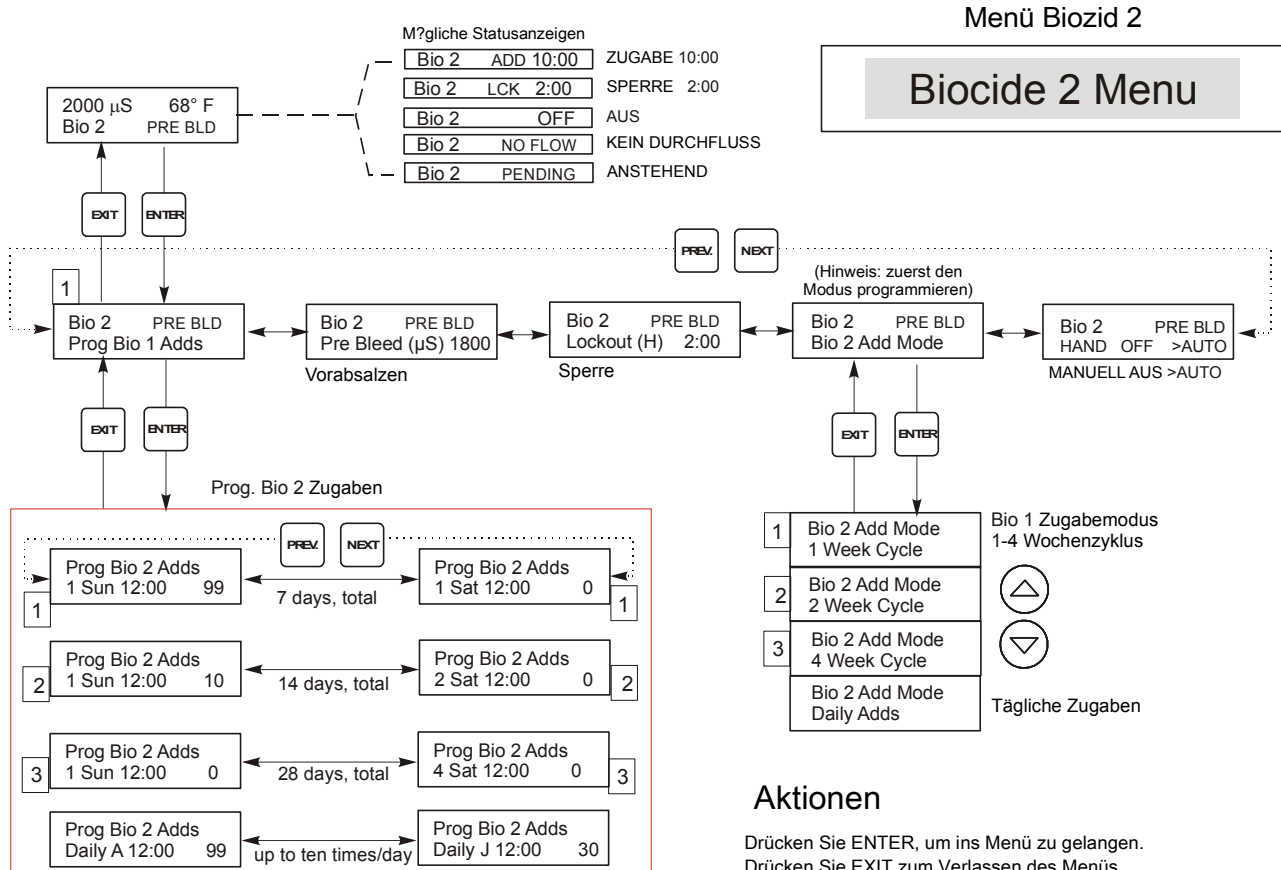 Menü Biozid 2
Biocide 2 Menu
M?gliche Statusanzeigen
Bio 2 ADD 10:00 ZUGABE 10:00
Bio 2 LCK 2:00 SPERRE 2:00
Bio 2 OFF AUS
Bio 2 NO FLOW KEIN DURCHFLUSS
Bio 2 PENDING ANSTEHEND
2000 µS 68° F
Bio 2 PRE BLD
EXIT ENTER
PREV. NEXT
1
Bio 2 PRE BLD
Prog Bio 1 Adds
Bio 2 PRE BLD
Pre Bleed (µS) 1800
Vorabsalzen
Bio 2 PRE BLD
Lockout (H) 2:00
Sperre
(Hinweis: zuerst den
Modus programmieren)
Bio 2 PRE BLD
Bio 2 Add Mode
Bio 2 PRE BLD
HAND OFF >AUTO
MANUELL AUS >AUTO
EXIT ENTER
EXIT ENTER
Prog. Bio 2 Zugaben
PREV. NEXT
Prog Bio 2 Adds
1 Sun 12:00 99
1
7 days, total
Prog Bio 2 Adds
1 Sat 12:00 0
1
Prog Bio 2 Adds
1 Sun 12:00 10
2
14 days, total
Prog Bio 2 Adds
2 Sat 12:00 0
2
Prog Bio 2 Adds
1 Sun 12:00 0
3
28 days, total
Prog Bio 2 Adds
4 Sat 12:00 0
3
Prog Bio 2 Adds
Daily A 12:00 99
up to ten times/day
Prog Bio 2 Adds
Daily J 12:00 30
1
Bio 2 Add Mode
1 Week Cycle
2
Bio 2 Add Mode
2 Week Cycle
3
Bio 2 Add Mode
4 Week Cycle
Bio 2 Add Mode
Daily Adds
Bio 1 Zugabemodus
1-4 Wochenzyklus
Tägliche Zugaben
Aktionen
Drücken Sie ENTER, um ins Menü zu gelangen.
Drücken Sie EXIT zum Verlassen des Menüs